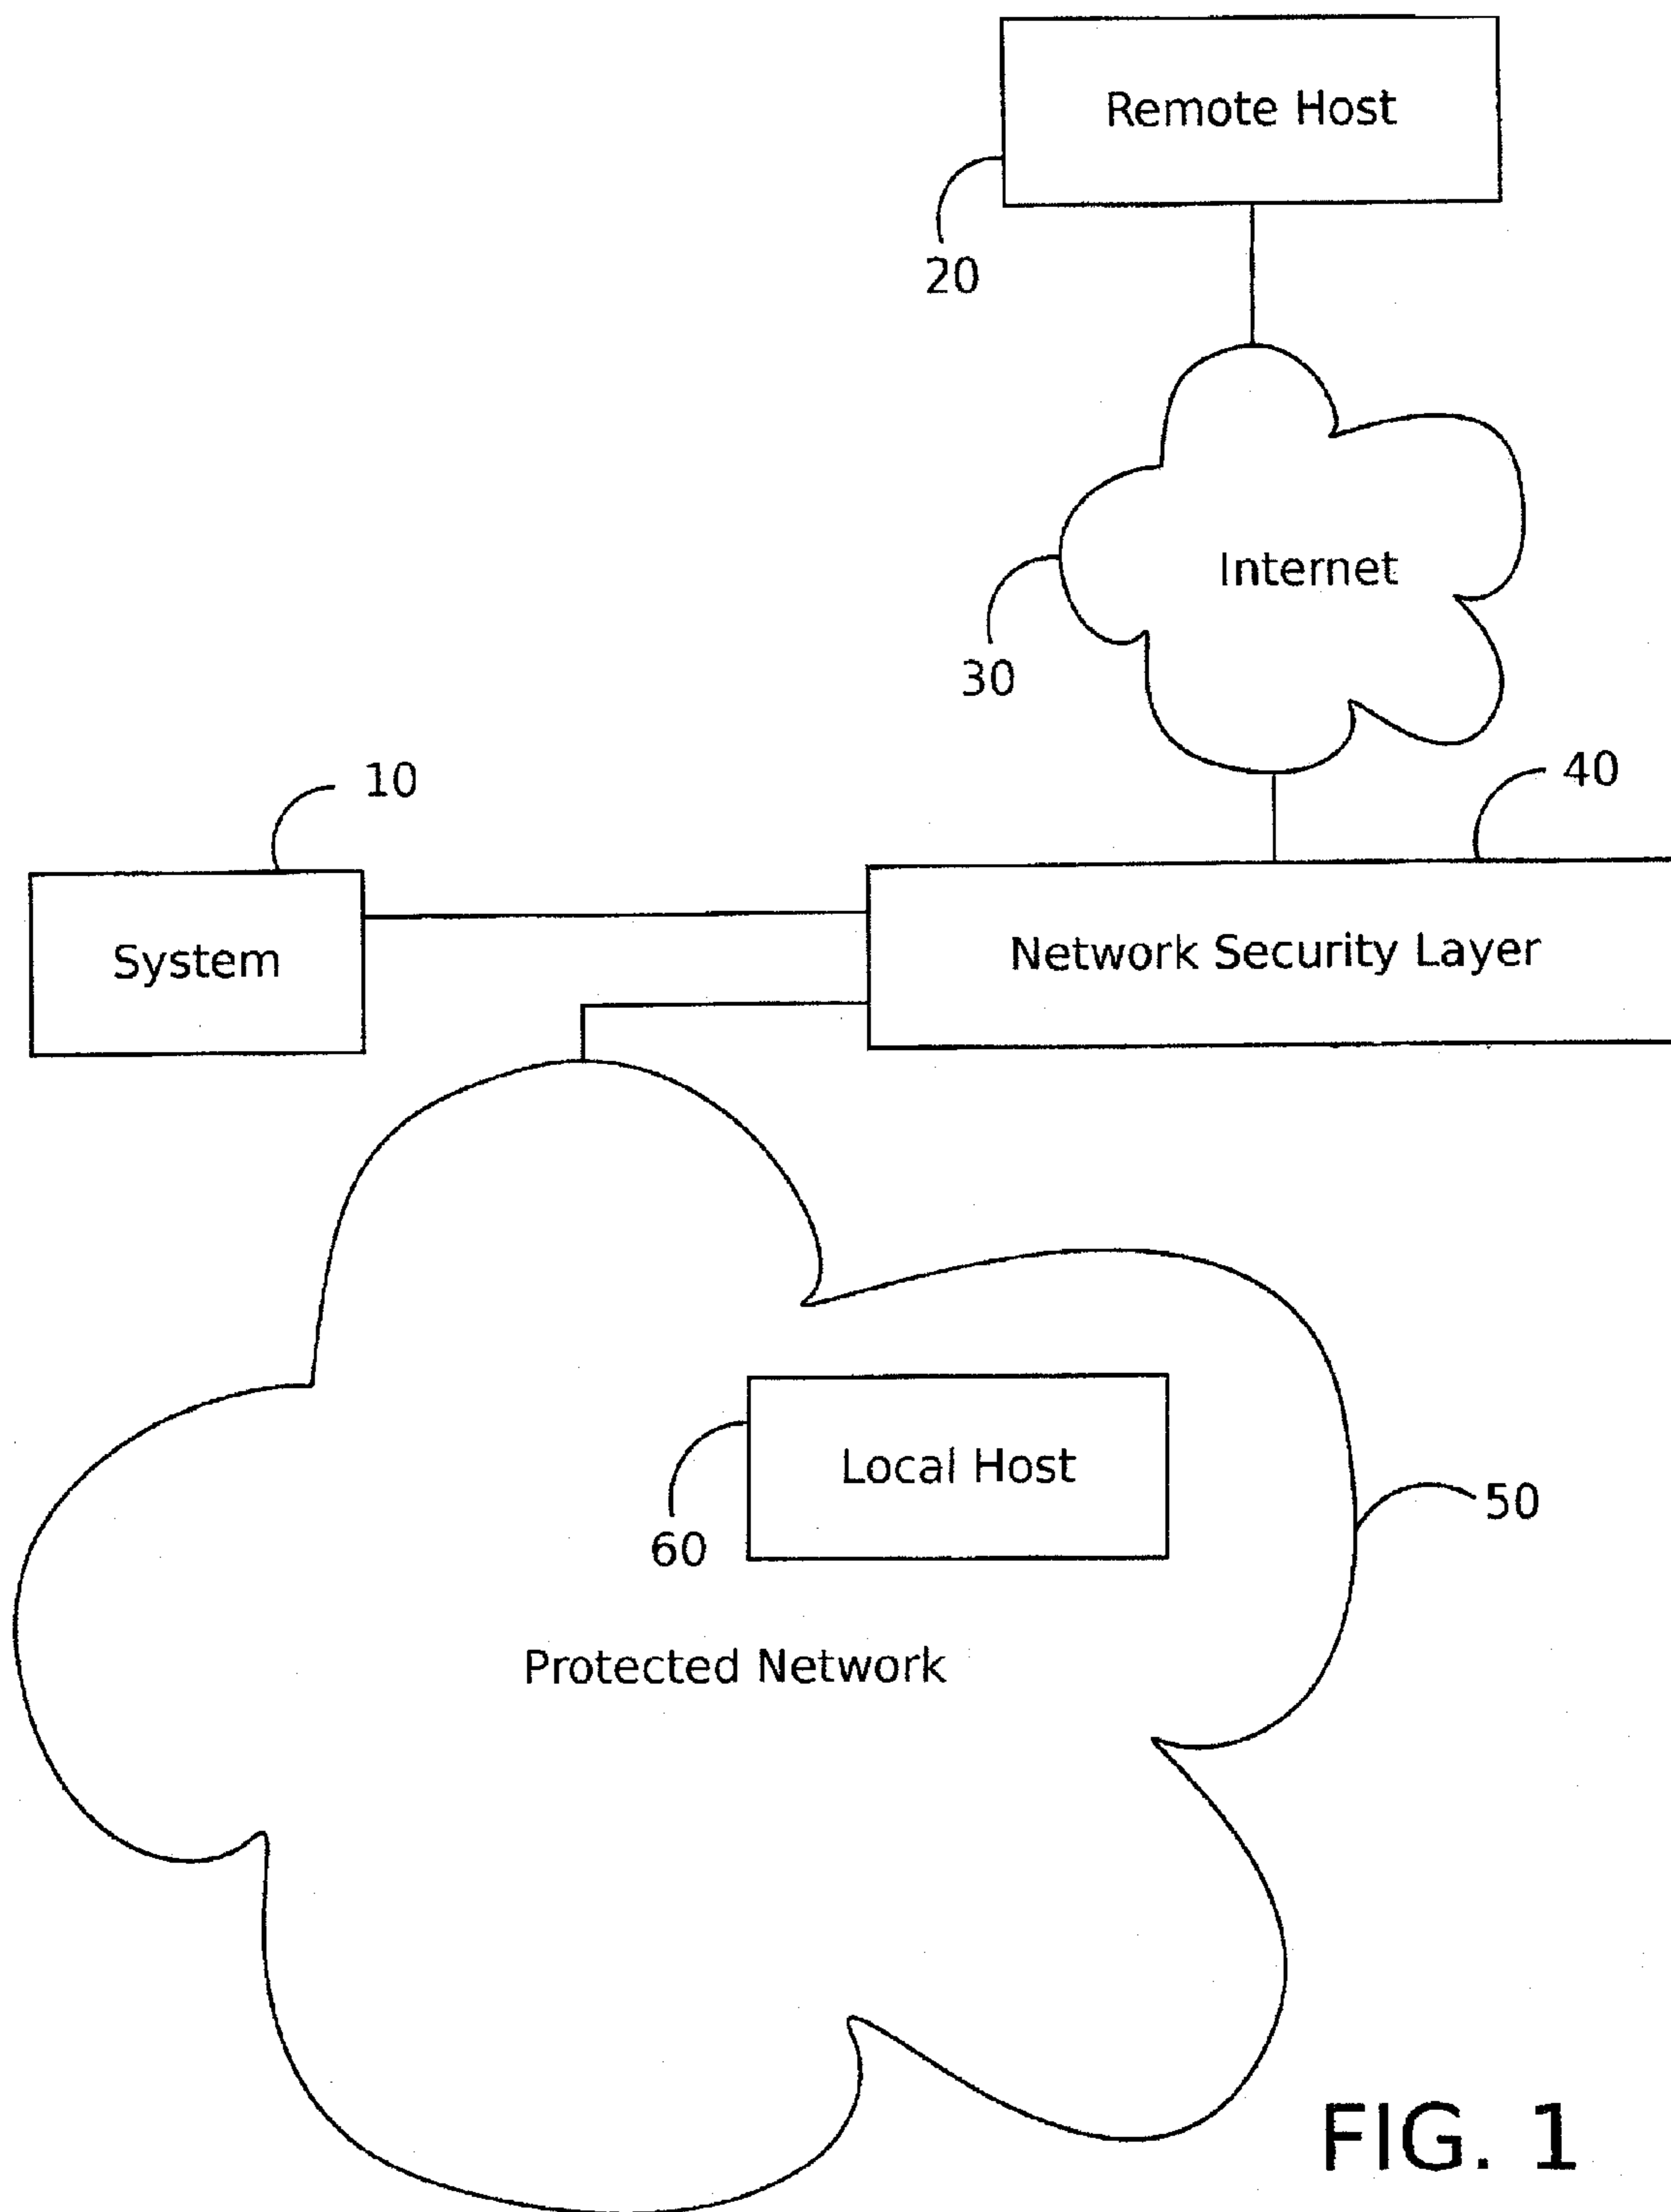 Remote Host
20
Internet
30
10
40
System
Network Security Layer
Local Host
60
50
Protected Network
FIG. 1